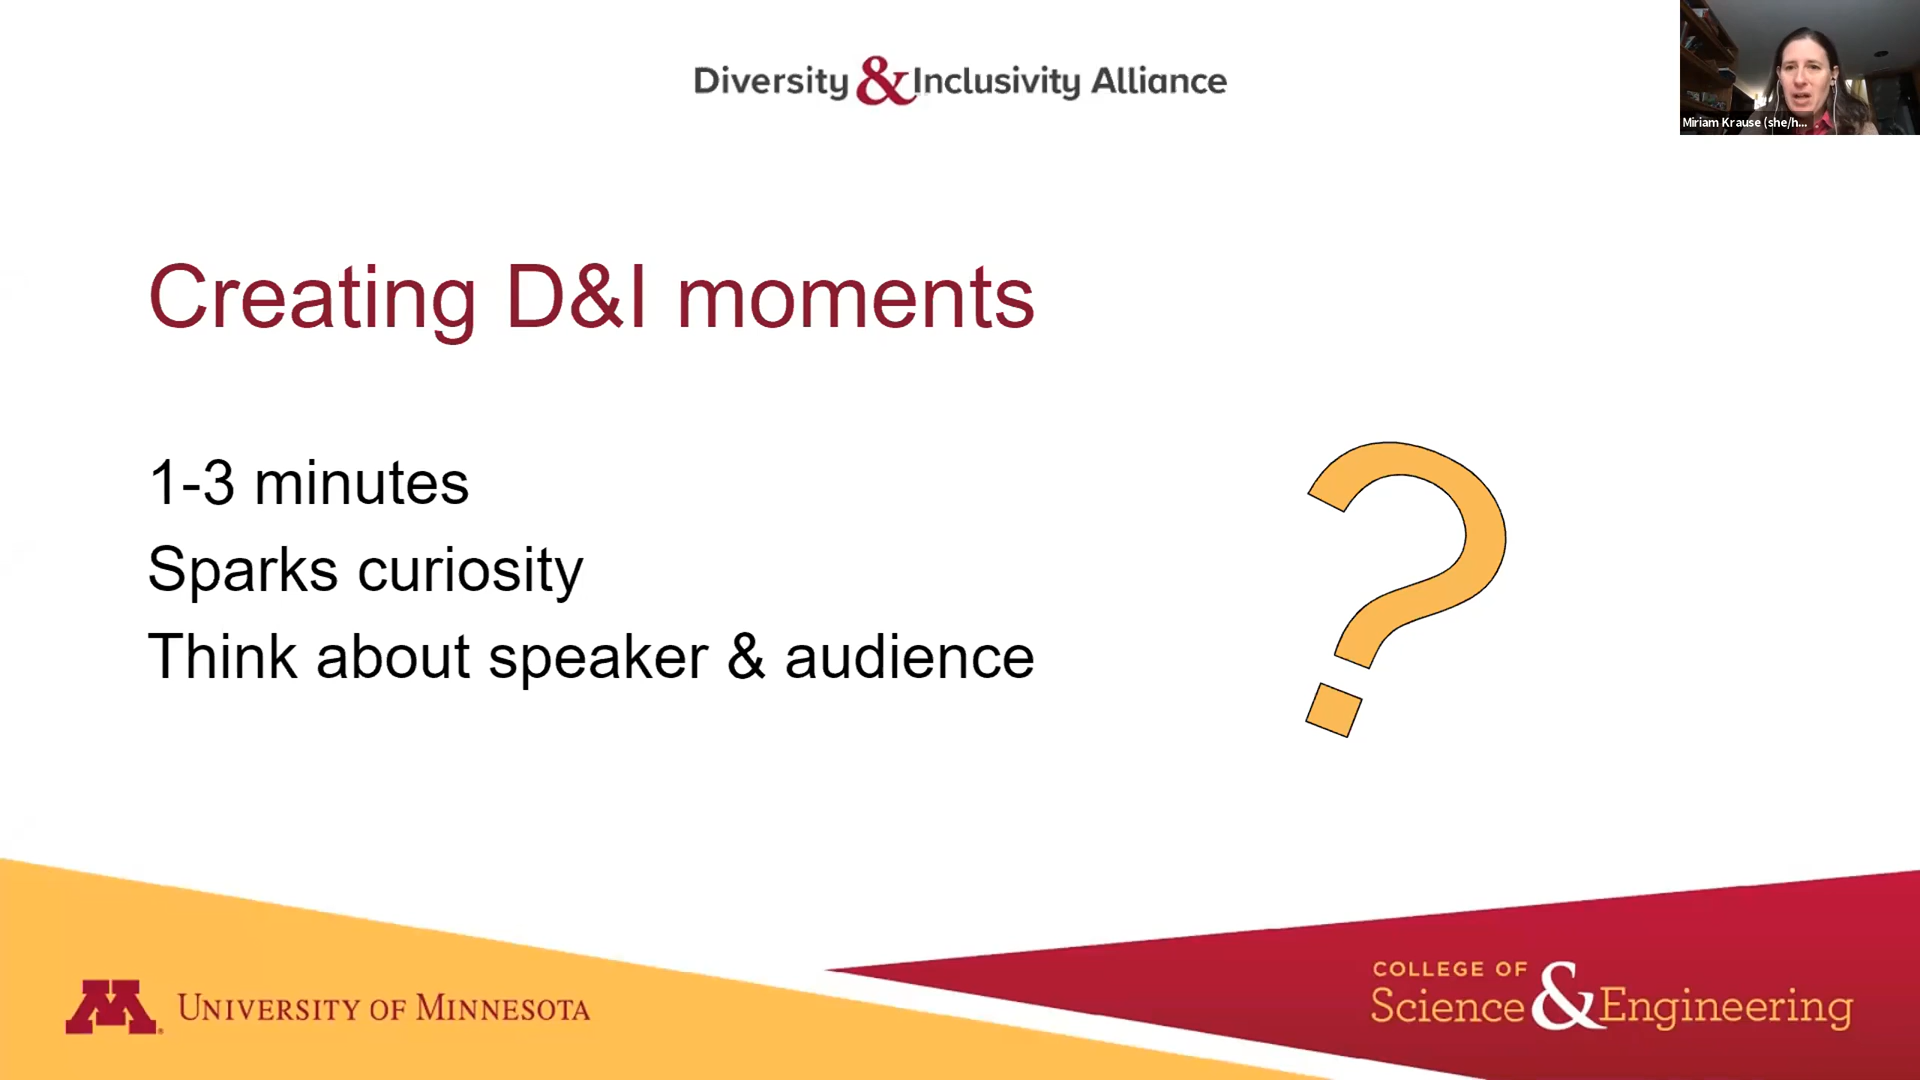 Diversity & Inclusivity Alliance
Miriam Krause (she/h...
Creating D&I moments
1-3 minutes
Sparks curiosity
Think about speaker & audience
?
M
UNIVERSITY OF MINNESOTA
COLLEGE OF
Science & Engineering